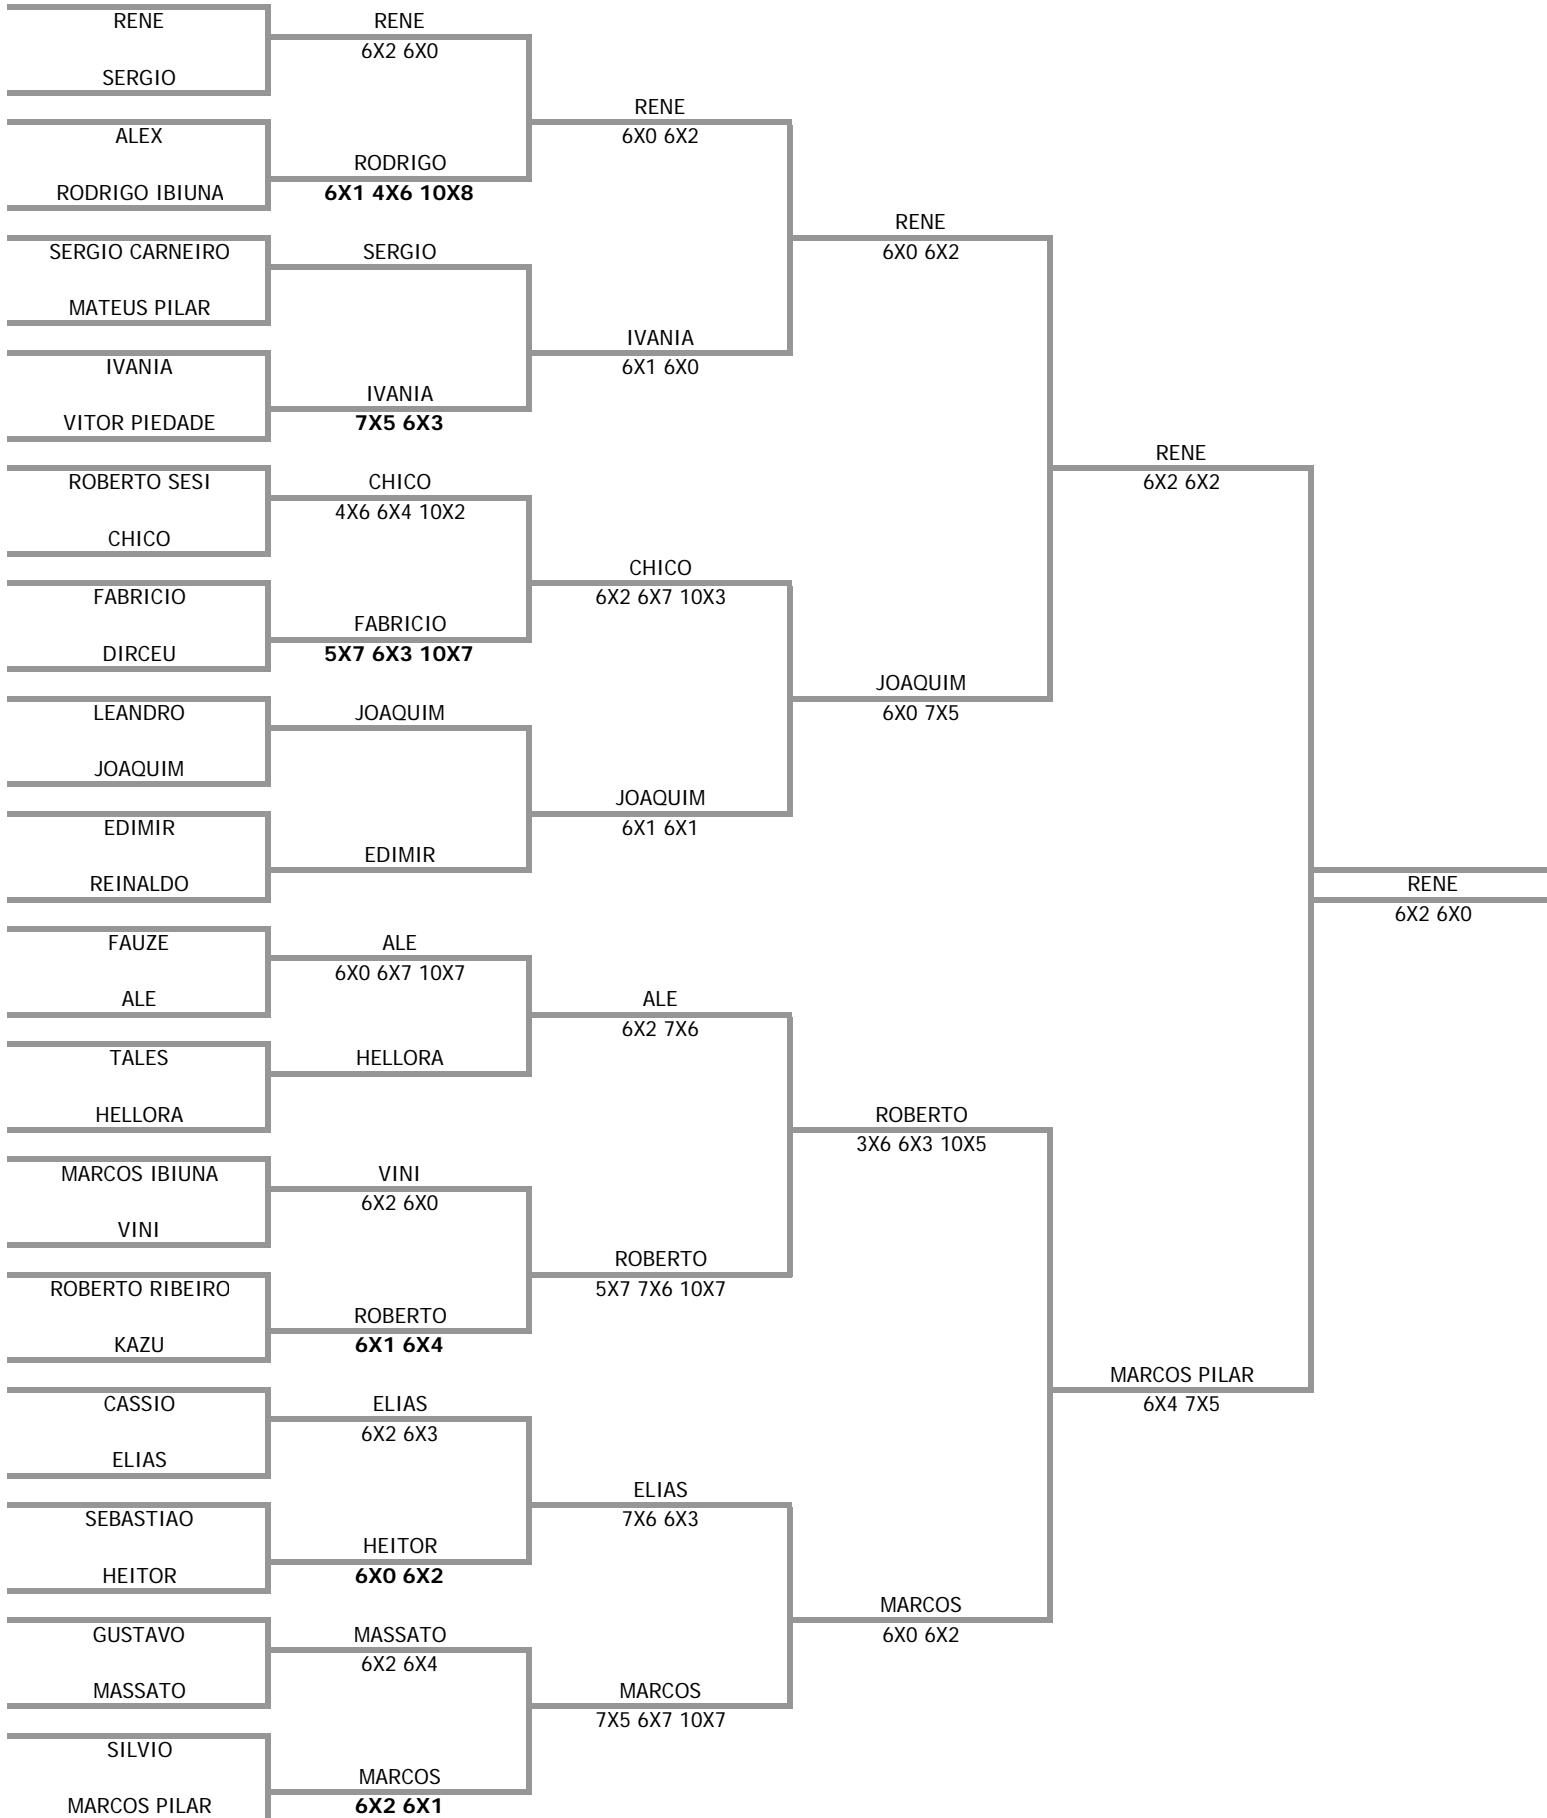 RENE
RENE
6X2 6X0
SERGIO
RENE
ALEX
6X0 6X2
RODRIGO
RODRIGO IBIUNA
6X1 4X6 10X8
RENE
SERGIO CARNEIRO
SERGIO
6X0 6X2
MATEUS PILAR
IVANIA
IVANIA
6X1 6X0
IVANIA
VITOR PIEDADE
7X5 6X3
RENE
ROBERTO SESI
CHICO
6X2 6X2
4X6 6X4 10X2
CHICO
CHICO
FABRICIO
6X2 6X7 10X3
FABRICIO
DIRCEU
5X7 6X3 10X7
JOAQUIM
LEANDRO
JOAQUIM
6X0 7X5
JOAQUIM
JOAQUIM
EDIMIR
6X1 6X1
EDIMIR
REINALDO
RENE
6X2 6X0
FAUZE
ALE
6X0 6X7 10X7
ALE
ALE
6X2 7X6
TALES
HELLORA
HELLORA
ROBERTO
3X6 6X3 10X5
MARCOS IBIUNA
VINI
6X2 6X0
VINI
ROBERTO
ROBERTO RIBEIRO
5X7 7X6 10X7
ROBERTO
KAZU
6X1 6X4
MARCOS PILAR
CASSIO
ELIAS
6X4 7X5
6X2 6X3
ELIAS
ELIAS
SEBASTIAO
7X6 6X3
HEITOR
HEITOR
6X0 6X2
MARCOS
GUSTAVO
MASSATO
6X0 6X2
6X2 6X4
MASSATO
MARCOS
7X5 6X7 10X7
SILVIO
MARCOS
MARCOS PILAR
6X2 6X1